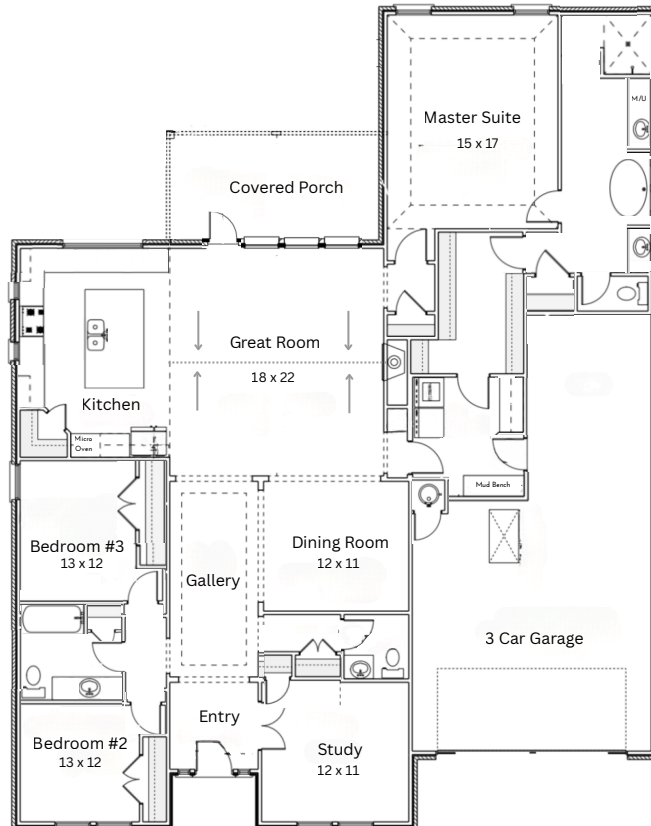 Master Suite
15 x 17
M/U
Covered Porch
Great Room
18 x 22
Kitchen
Micro
Oven
Mud Bench
Bedroom #3
13 x 12
Gallery
Dining Room
12 x 11
3 Car Garage
Entry
Bedroom #2
13 x 12
Study
12 x 11